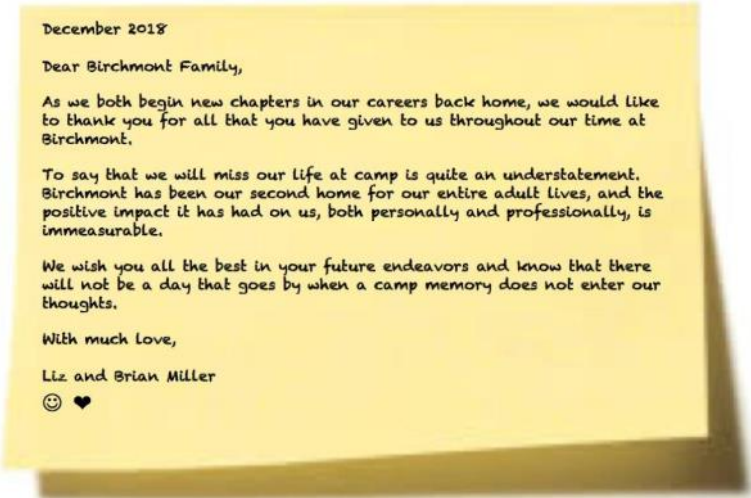 December 2018
Dear Birchmont Family,
As we both begin new chapters in our careers back home, we would like
to thank you for all that you have given to us throughout our time at
Birchmont.
To say that we will miss our life at camp is quite an understatement.
Birchmont has been our second home for our entire adult lives, and the
positive impact it has had on us, both personally and professionally, is
immeasurable.
We wish you all the best in your future endeavors and know that there
will not be a day that goes by when a camp memory does not enter our
thoughts.
With much love,
Liz and Brian Miller
☺ ❤